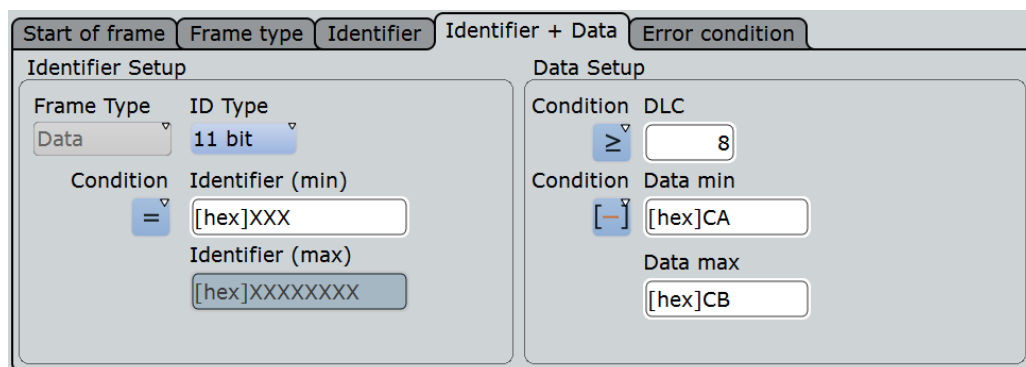 Start of frame Frame type Identifier Identifier + Data Error condition
Identifier Setup
Frame Type ID Type
Data 11 bit
Condition Identifier (min)
= [hex]XXX
Identifier (max)
[hex]XXXXXXXX
Data Setup
Condition DLC
≥ 8
Condition Data min
[–] [hex]CA
Data max
[hex]CB